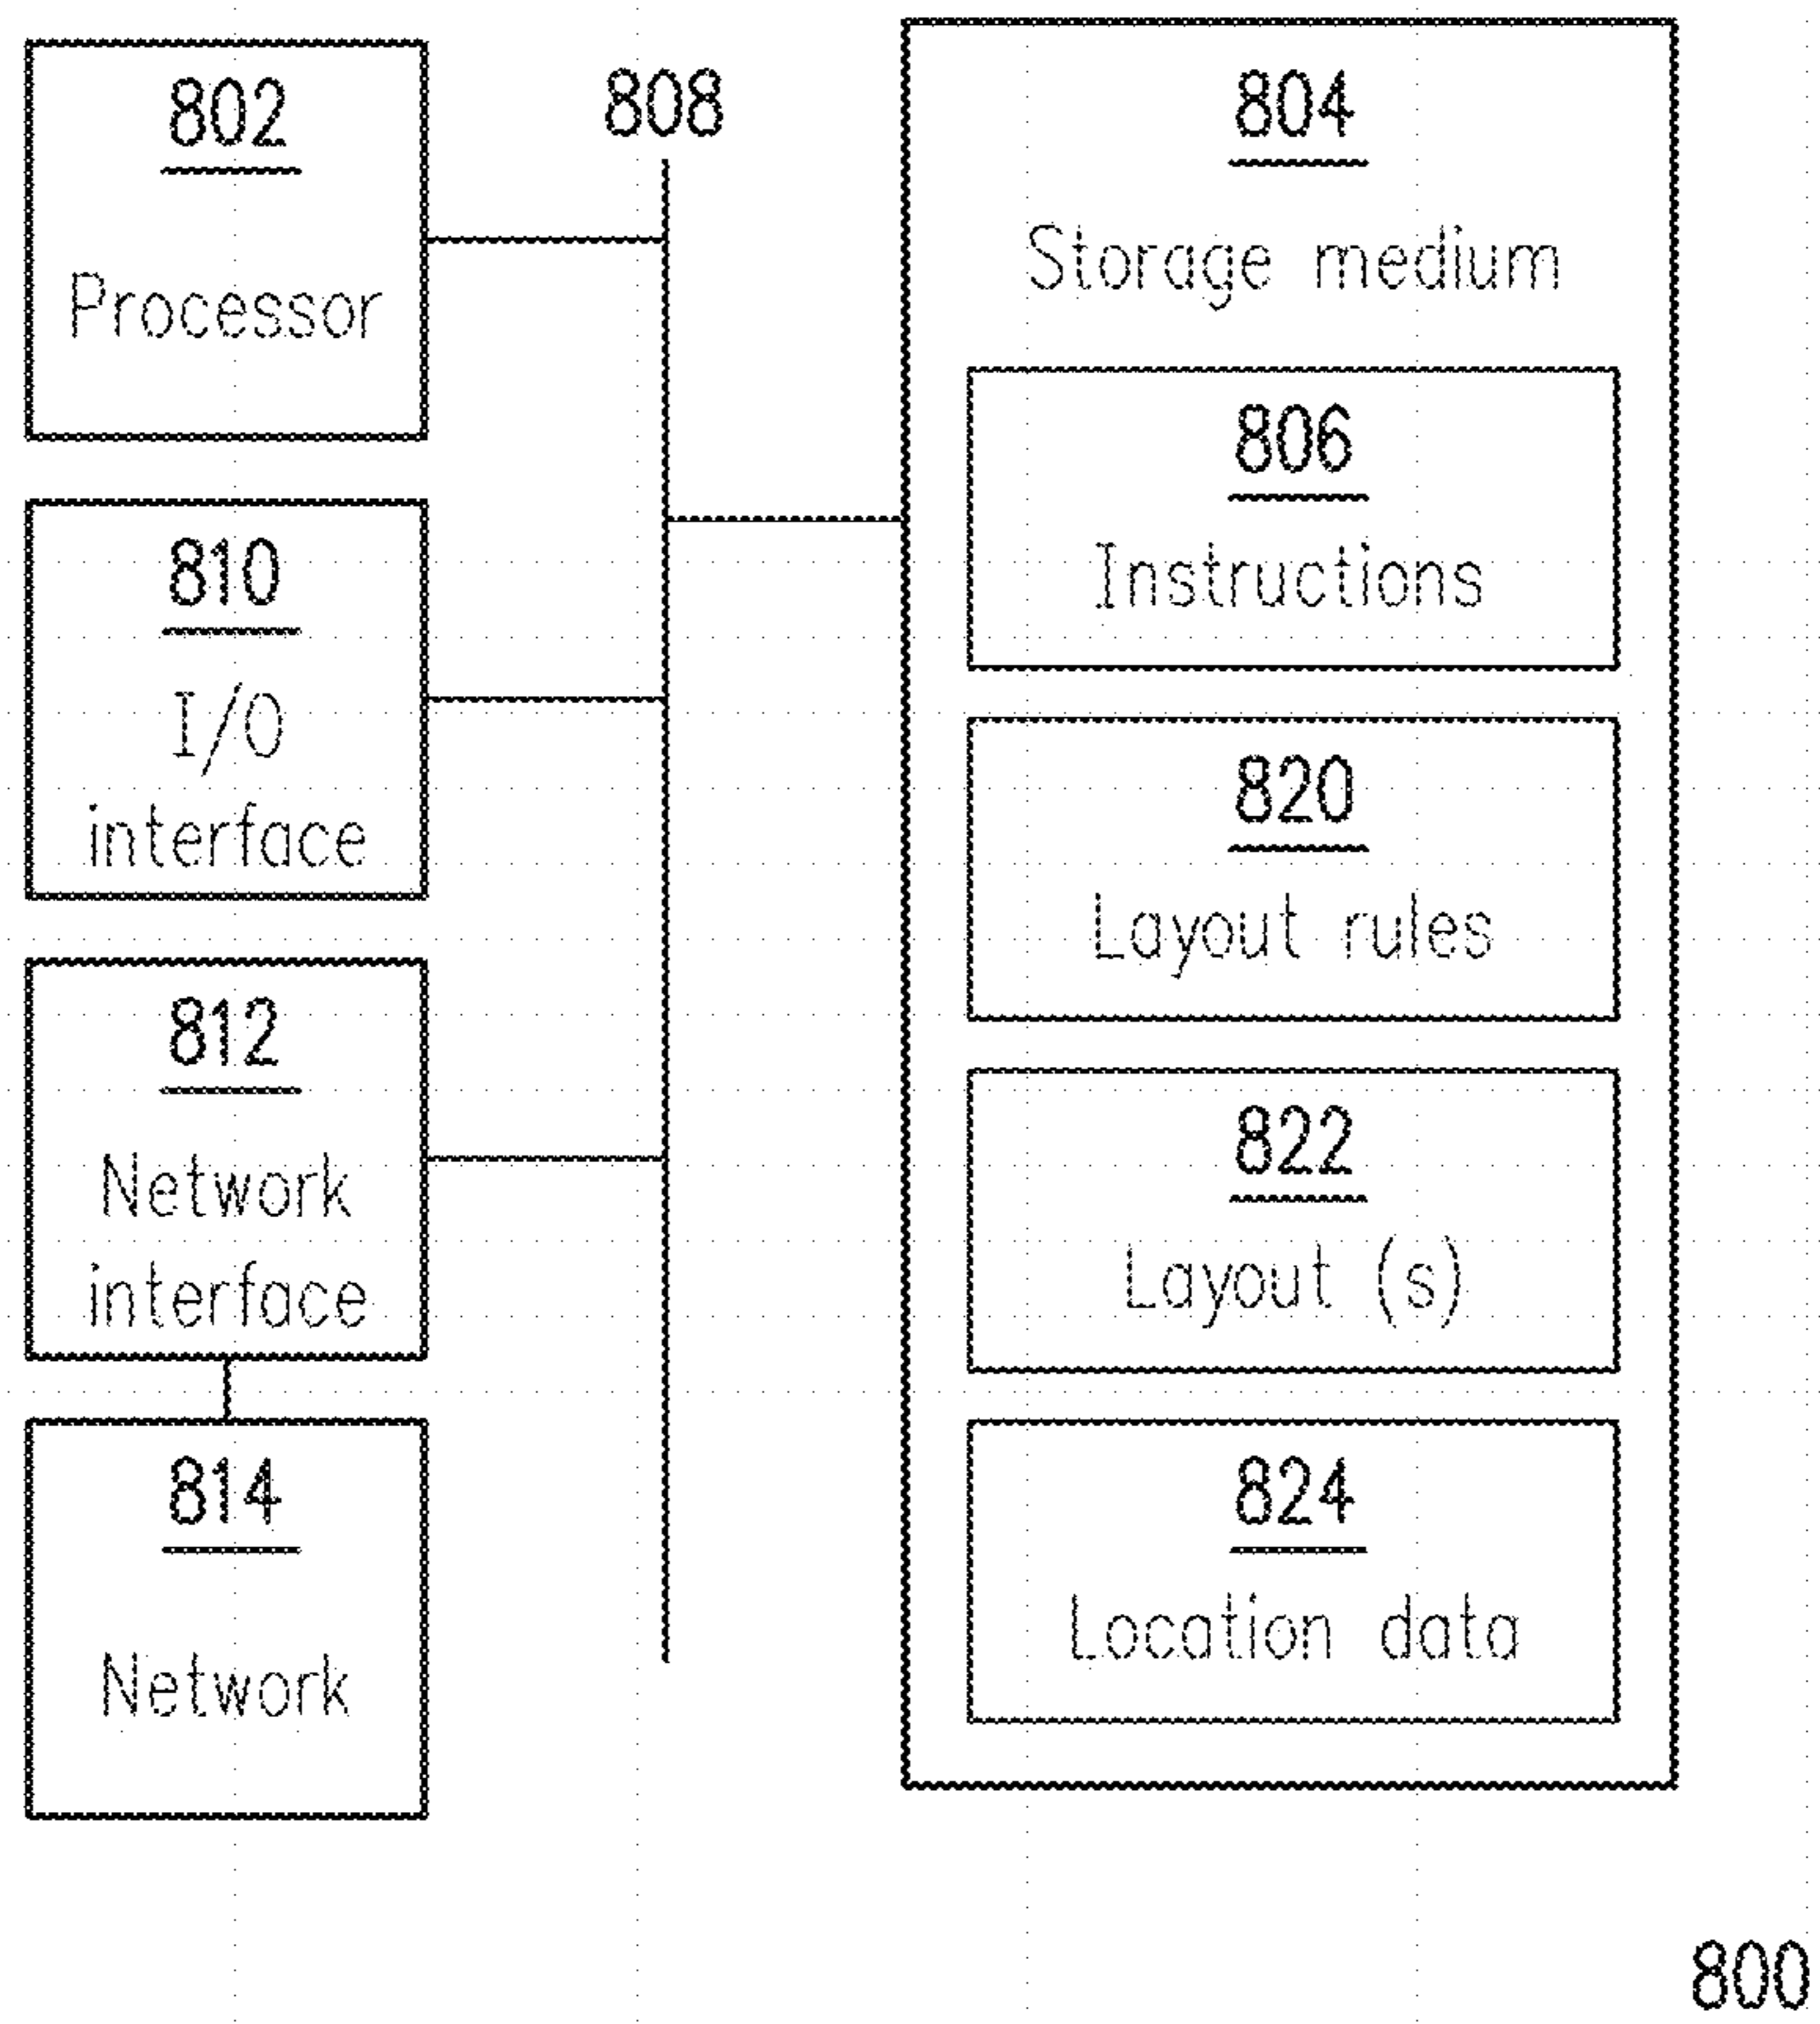 802
Processor
808
810
I/O
interface
812
Network
interface
814
Network
804
Storage medium
806
Instructions
820
Layout rules
822
Layout (s)
824
Location data
800